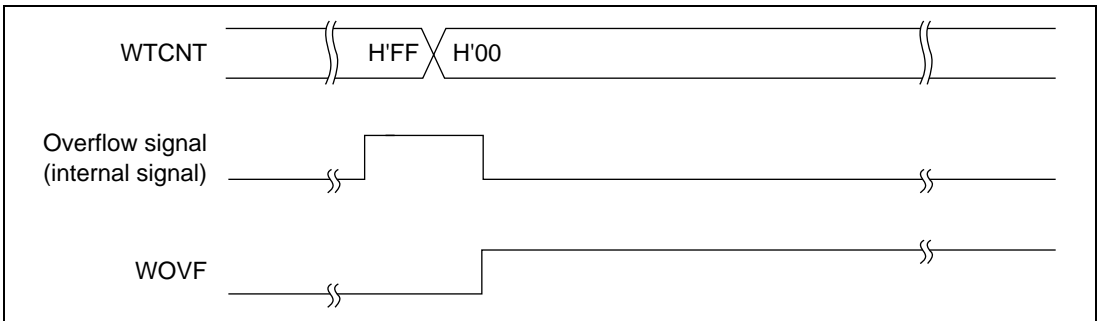 WTCNT H'FF H'00
Overflow signal
(internal signal)
WOVF